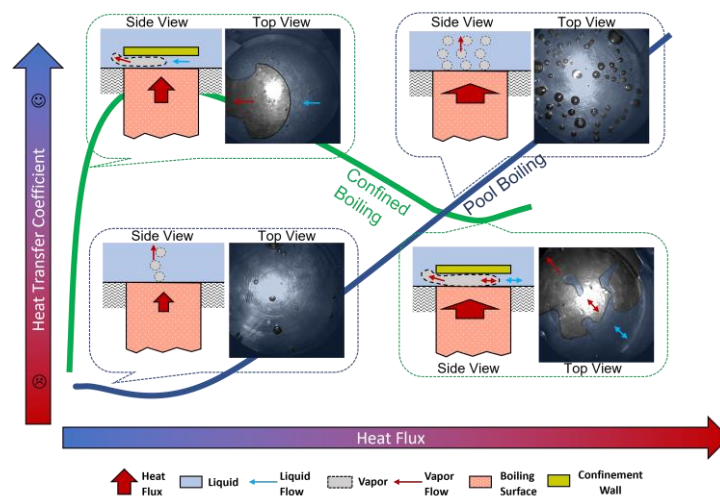 Side View Top View
Side View Top View
Heat Transfer Coefficient
Confined
Boiling
Pool Boiling
Side View Top View
Side View Top View
Heat Flux
Heat
Flux
Liquid
Liquid
Flow
Vapor
Vapor
Flow
Boiling
Surface
Confinement
Wall